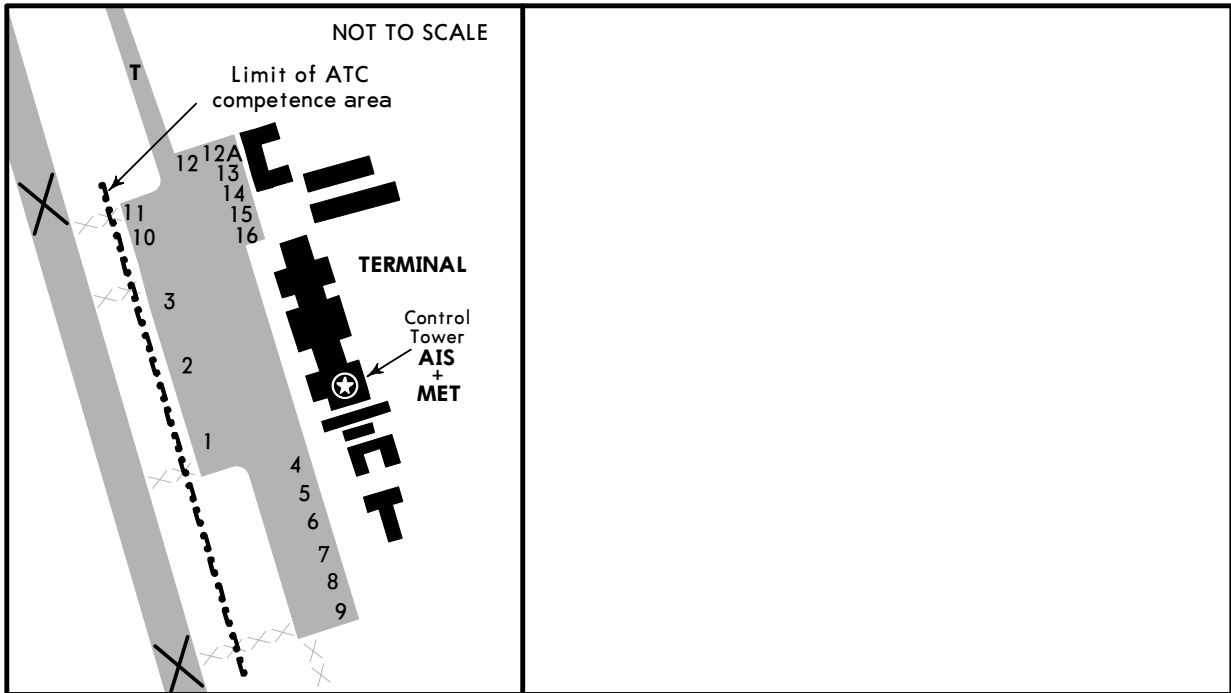 NOT TO SCALE
T
Limit of ATC
competence area
12 12A
13
14
11 15
10 16
TERMINAL
3
Control
Tower
AIS
+
MET
2
1
4
5
6
7
8
9